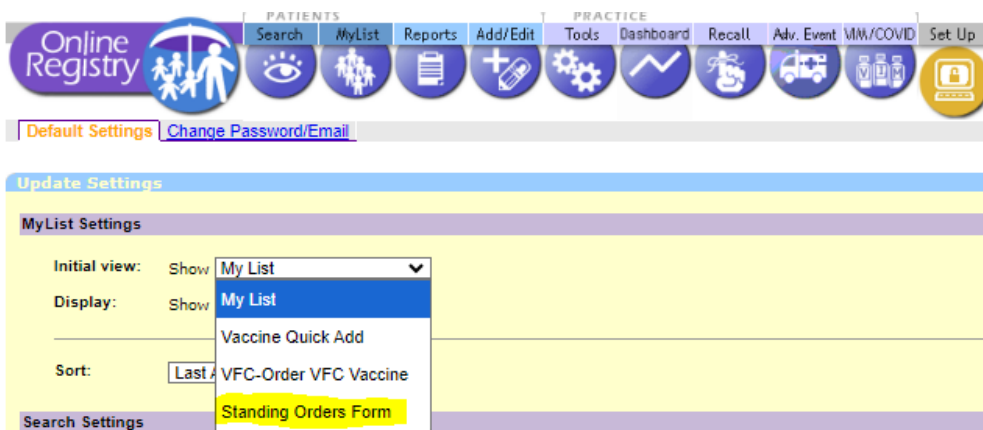 PATIENTS PRACTICE
Online Registry
Search MyList Reports Add/Edit Tools Dashboard Recall Adv. Event VIM/COVID Set Up
Default Settings Change Password/Email
Update Settings
MyList Settings
Initial view: Show My List
Display: Show My List
Vaccine Quick Add
Sort: Last VFC-Order VFC Vaccine
Standing Orders Form
Search Settings